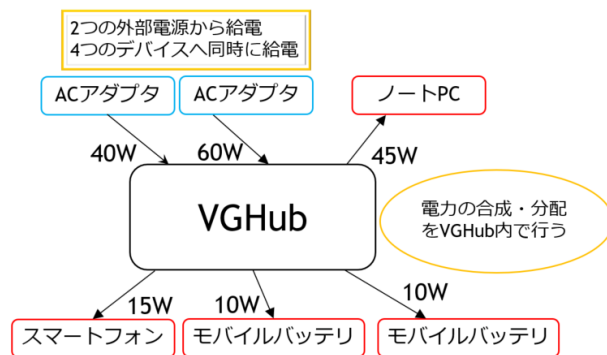 2つの外部電源から給電
4つのデバイスへ同時に給電
ACアダプタ
ACアダプタ
ノートPC
40W
60W
45W
VGHub
電力の合成・分配
をVGHub内で行う
15W
10W
10W
スマートフォン
モバイルバッテリ
モバイルバッテリ